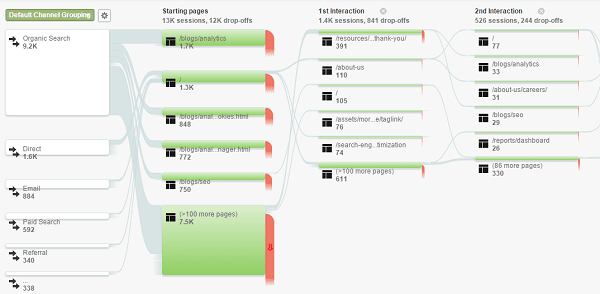 Default Channel Grouping
Organic Search
9.2K
Direct
1.6K
Email
884
Paid Search
592
Referral
340
...
338
Starting pages
13K sessions, 12K drop-offs
/blogs/analytics
1.7K
/
1.3K
/blogs/anal...okies.html
848
/blogs/anal...nager.html
772
/blogs/seo
750
(>100 more pages)
7.5K
1st Interaction
1.4K sessions, 841 drop-offs
/resources/...thank-you/
391
/about-us
110
/
105
/assets/mor...e/taglink/
76
/search-eng...timization
74
(>100 more pages)
611
2nd Interaction
526 sessions, 244 drop-offs
/
77
/blogs/analytics
33
/about-us/careers/
31
/blogs/seo
29
/reports/dashboard
26
(86 more pages)
330